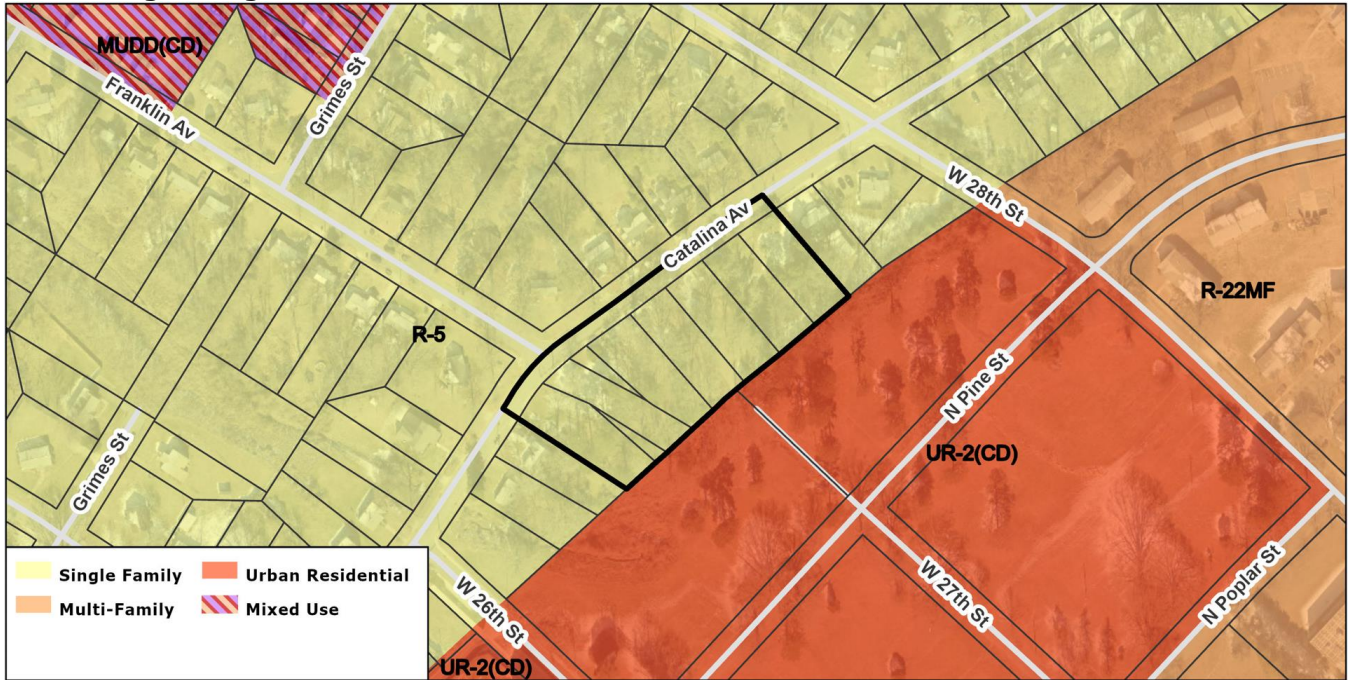 MUDD(CD)
Franklin Av
Grimes St
W 28th St
Catalina Av
R-22MF
R-5
N Pine St
UR-2(CD)
Grimes St
W 27th St
N Poplar St
W 26th St
UR-2(CD)
Single Family
Urban Residential
Multi-Family
Mixed Use